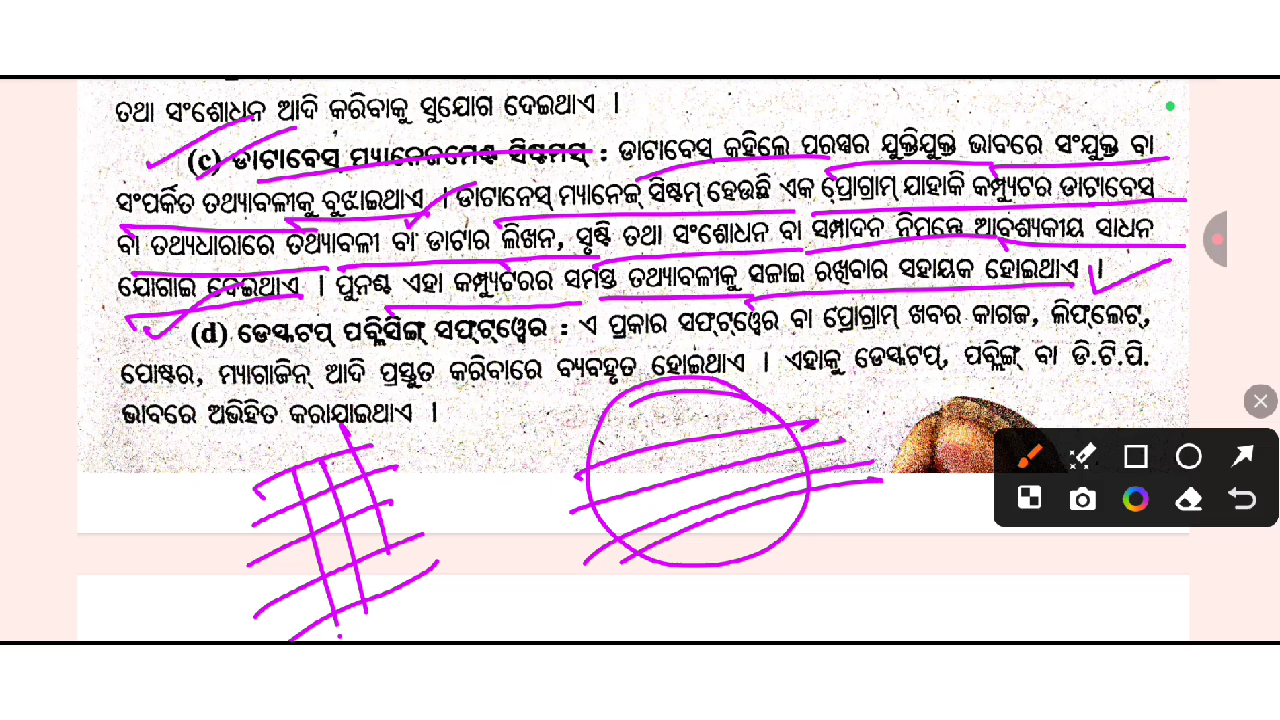 ତଥା ସଂଶୋଧନ ଆଦି କରିବାକୁ ସୁଯୋଗ ଦେଇଥାଏ ।
(c) ଡାଟାବେସ୍ ମ୍ୟାନେଜମେଣ୍ଟ ସିଷ୍ଟମସ୍ : ଡାଟାବେସ୍ କହିଲେ ପରସ୍ପର ଯୁକ୍ତିଯୁକ୍ତ ଭାବରେ ସଂଯୁକ୍ତ ବା
ସଂପର୍କିତ ତଥ୍ୟାବଳୀକୁ ବୁଝାଇଥାଏ । ଡାଟାନେସ୍ ମ୍ୟାନେଜ୍ ସିଷ୍ଟମ୍ ହେଉଛି ଏକ ପ୍ରୋଗ୍ରାମ୍ ଯାହାକି କମ୍ପ୍ୟୁଟର ଡାଟାବେସ
ବା ତଥ୍ୟଧାରାରେ ତଥ୍ୟାବଳୀ ବା ଡାଟାର ଲିଖନ, ସୃଷ୍ଟି ତଥା ସଂଶୋଧନ ବା ସମ୍ପାଦନ ନିମନ୍ତେ ଆବଶ୍ୟକୀୟ ସାଧନ
ଯୋଗାଇ ଦେଇଥାଏ । ପୁନଶ୍ଚ ଏହା କମ୍ପ୍ୟୁଟରର ସମସ୍ତ ତଥ୍ୟାବଳୀକୁ ସଜାଇ ରଖିବାର ସହାୟକ ହୋଇଥାଏ ।
(d) ଡେସ୍କଟପ୍ ପବ୍ଲିସିଙ୍ଗ୍ ସଫ୍ଟ୍‌ୱେର : ଏ ପ୍ରକାର ସଫ୍ଟ୍‌ୱେର ବା ପ୍ରୋଗ୍ରାମ୍ ଖବର କାଗଜ, ଲିଫ୍‌ଲେଟ୍,
ପୋଷ୍ଟର, ମ୍ୟାଗାଜିନ୍ ଆଦି ପ୍ରସ୍ତୁତ କରିବାରେ ବ୍ୟବହୃତ ହୋଇଥାଏ । ଏହାକୁ ଡେସ୍କଟପ୍, ପବ୍ଲିଙ୍ଗ୍ ବା ଡି.ଟି.ପି.
ଭାବରେ ଅଭିହିତ କରାଯାଇଥାଏ ।